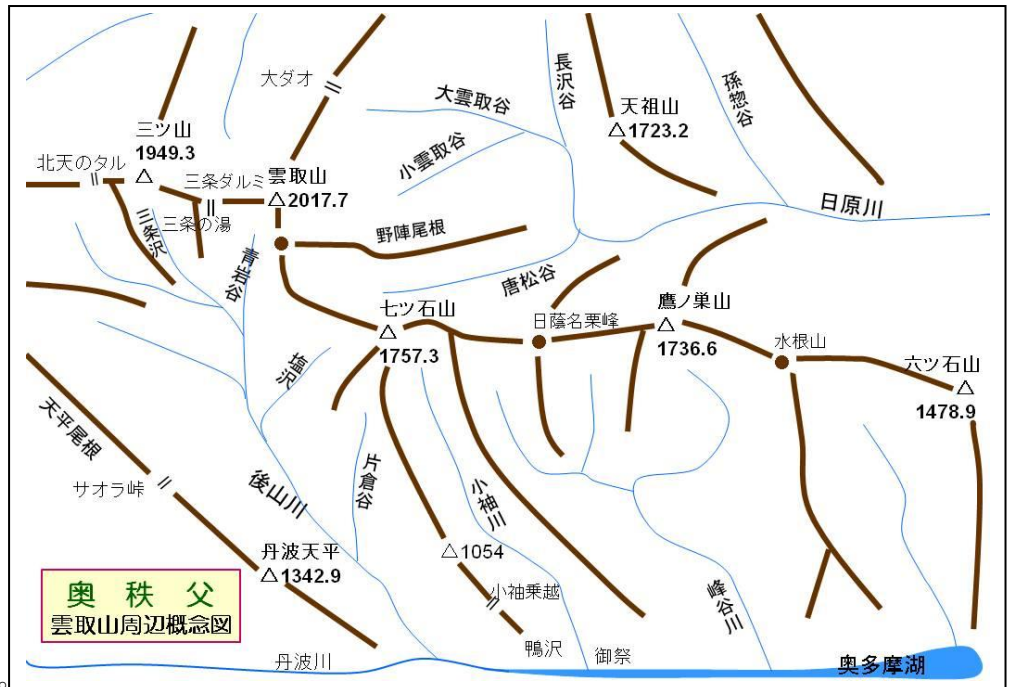 大ダオ
大雲取谷
長沢谷
天祖山
△1723.2
孫惣谷
三ツ山
1949.3
△
小雲取谷
北天のタル
三条ダルミ
雲取山
△2017.7
日原川
三条の湯
三条沢
野陣尾根
青岩谷
唐松谷
七ツ石山
△
1757.3
日蔭名栗峰
鷹ノ巣山
△
1736.6
水根山
六ツ石山
△
1478.9
塩沢
天平尾根
サオラ峠
後山川
片倉谷
小袖川
丹波天平
△1342.9
△1054
小袖乗越
峰谷川
奥秩父
雲取山周辺概念図
丹波川
鴨沢
御祭
奥多摩湖